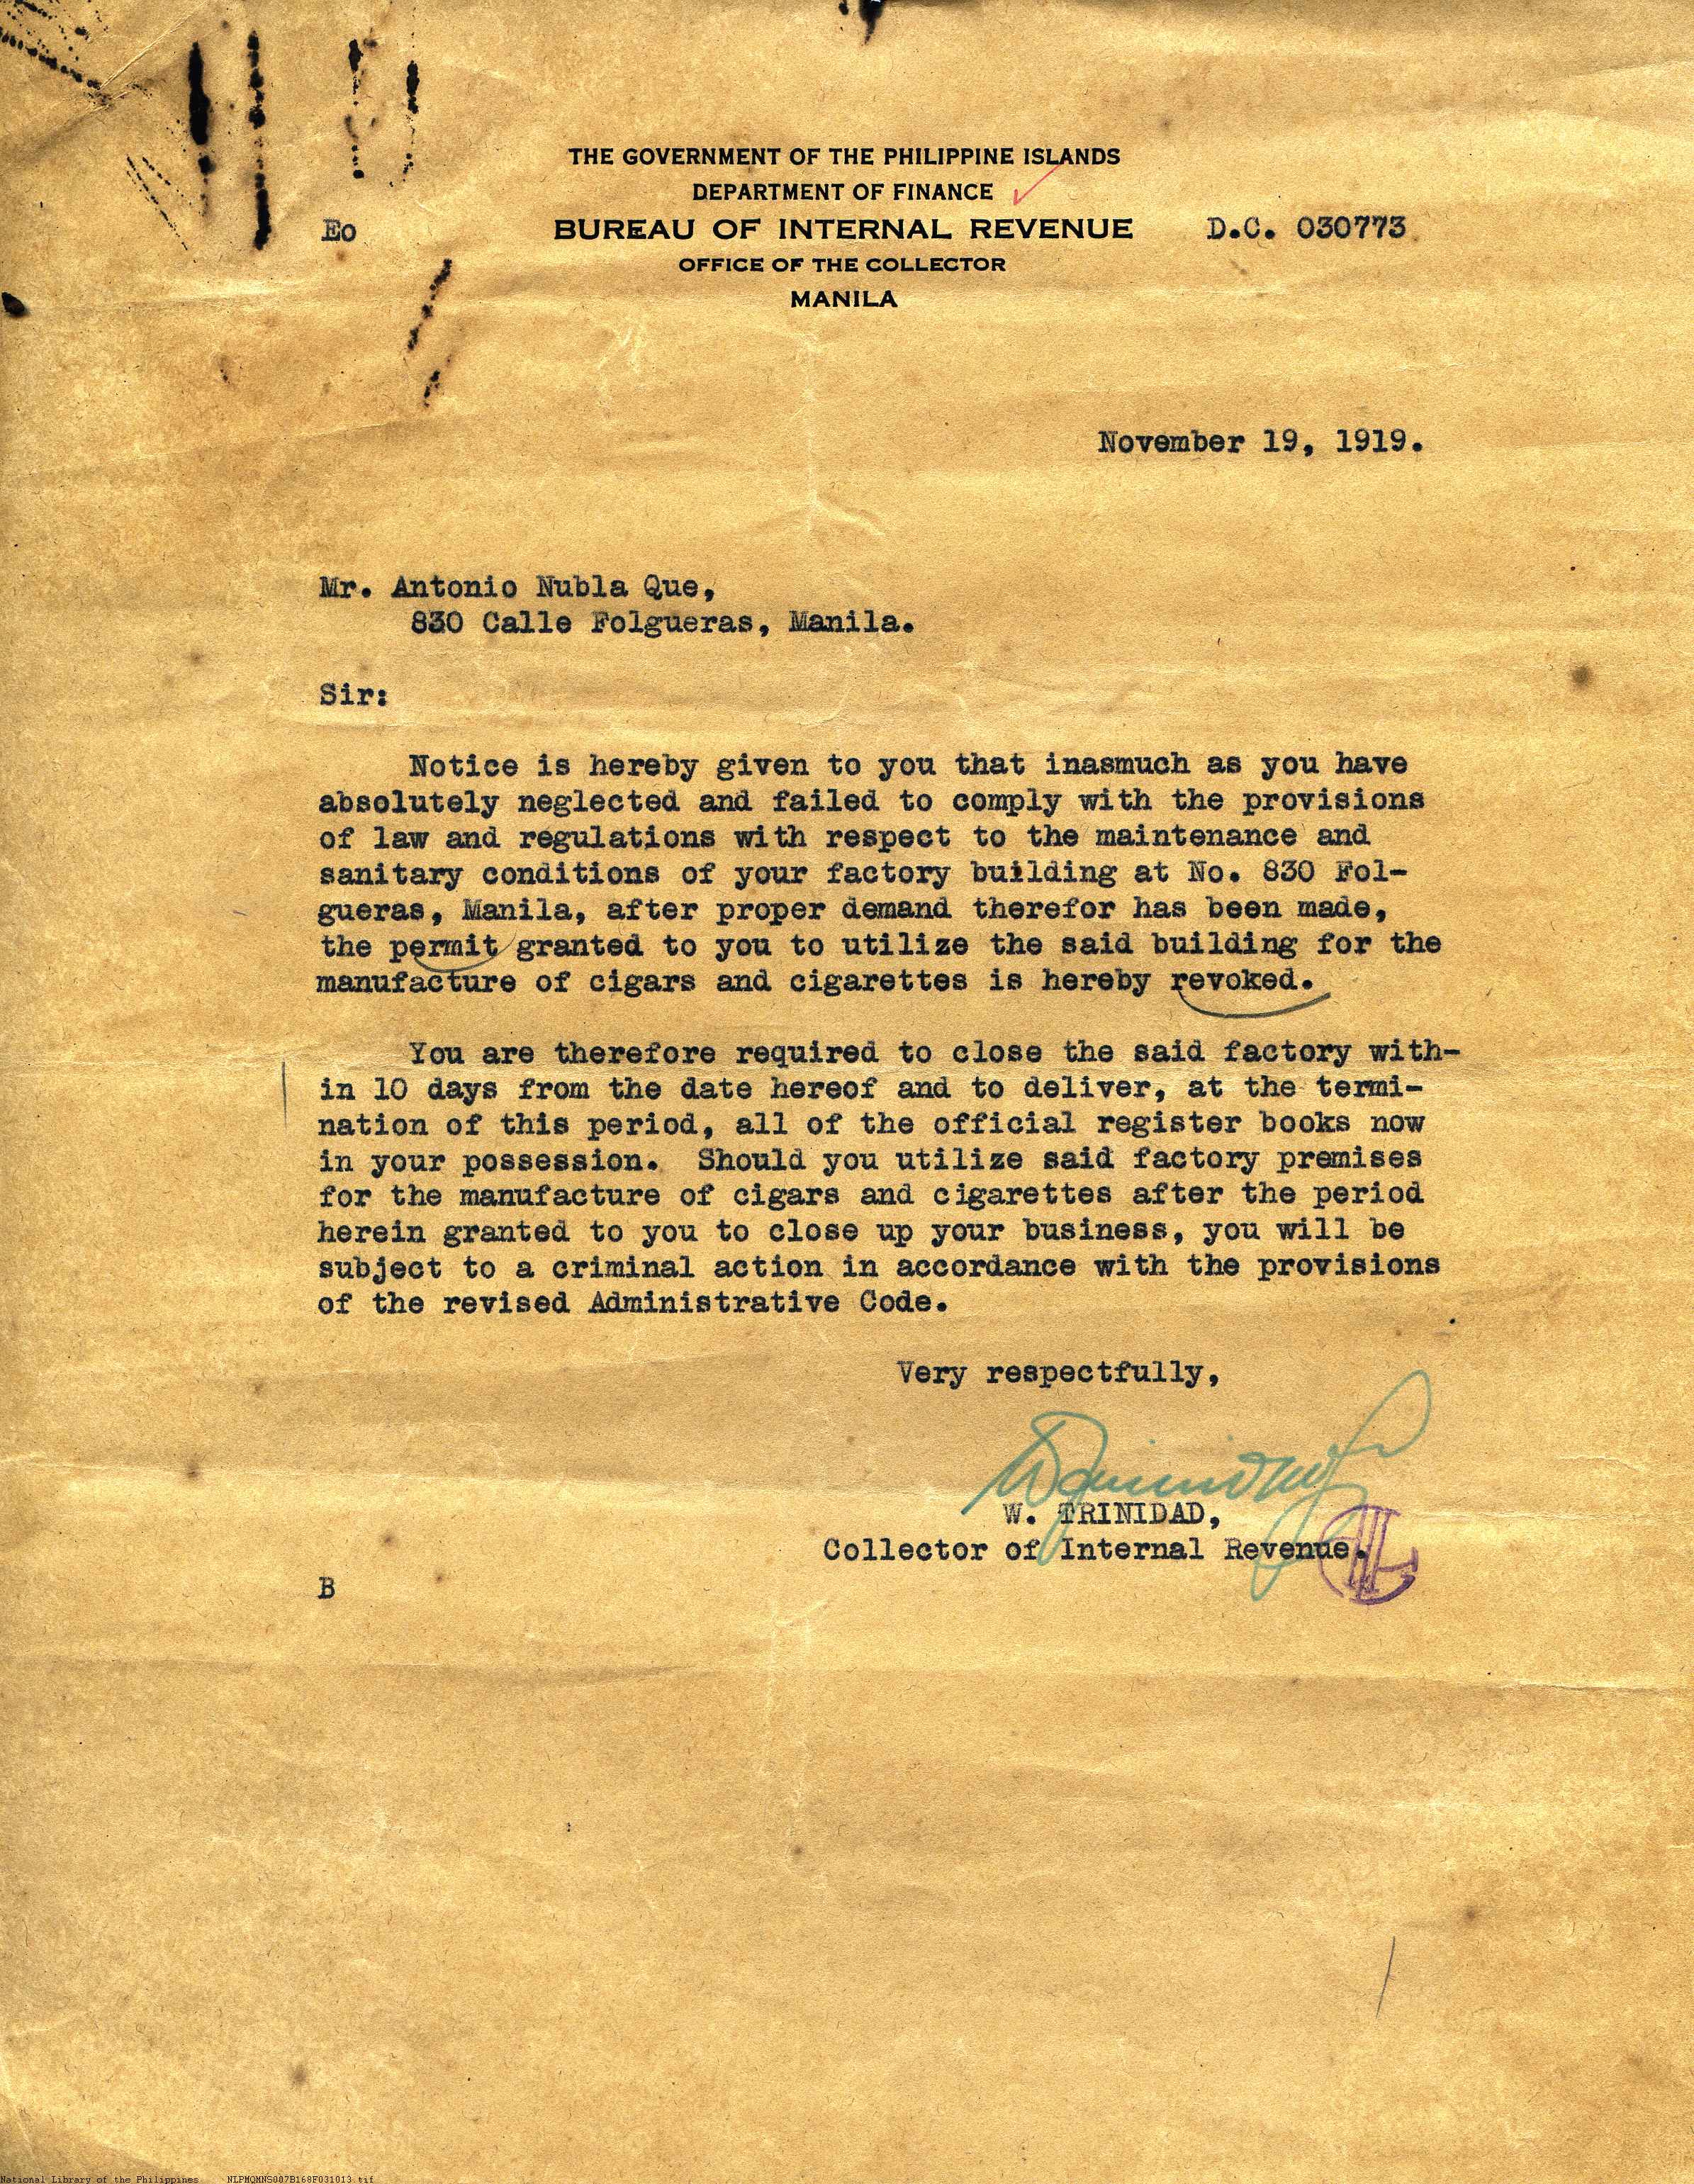 THE GOVERNMENT OF THE PHILIPPINE ISLANDS
DEPARTMENT OF FINANCE
Eo BUREAU OF INTERNAL REVENUE D.C. 030773
OFFICE OF THE COLLECTOR
MANILA
November 19, 1919.
Mr. Antonio Nubla Que,
830 Calle Folgueras, Manila.
Sir:
Notice is hereby given to you that inasmuch as you have
absolutely neglected and failed to comply with the provisions
of law and regulations with respect to the maintenance and
sanitary conditions of your factory building at No. 830 Fol-
gueras, Manila, after proper demand therefor has been made,
the permit granted to you to utilize the said building for the
manufacture of cigars and cigarettes is hereby revoked.
You are therefore required to close the said factory with-
in 10 days from the date hereof and to deliver, at the termi-
nation of this period, all of the official register books now
in your possession. Should you utilize said factory premises
for the manufacture of cigars and cigarettes after the period
herein granted to you to close up your business, you will be
subject to a criminal action in accordance with the provisions
of the revised Administrative Code.
Very respectfully,
W. TRINIDAD,
Collector of Internal Revenue.
B
National Library of the Philippines NLPMQMNS007B168F031013.tif